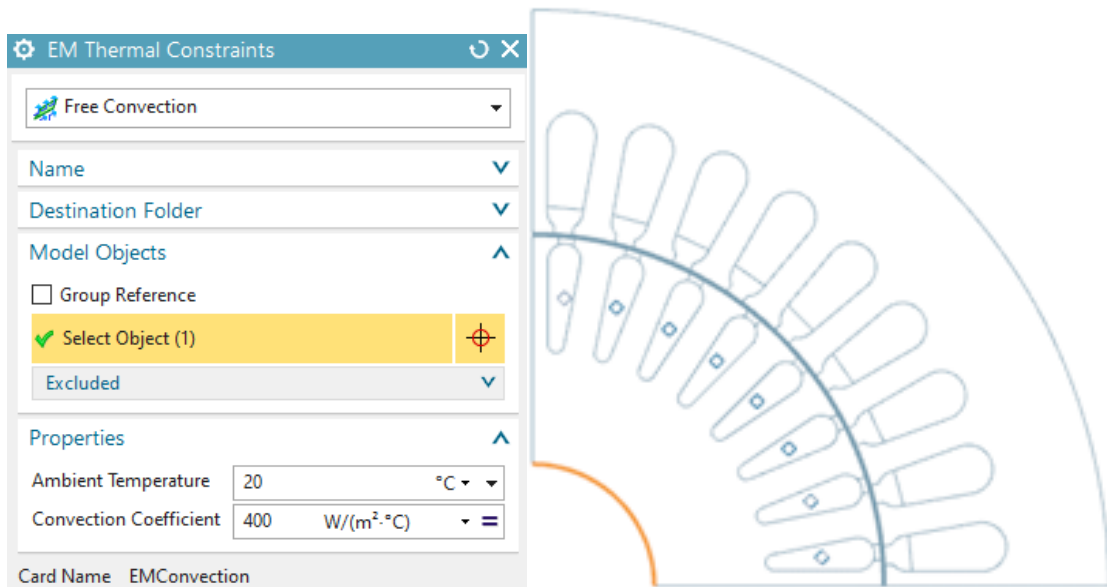 EM Thermal Constraints
Free Convection
Name
Destination Folder
Model Objects
Group Reference
Select Object (1)
Excluded
Properties
Ambient Temperature 20 °C
Convection Coefficient 400 W/(m²·°C)
Card Name EMConvection